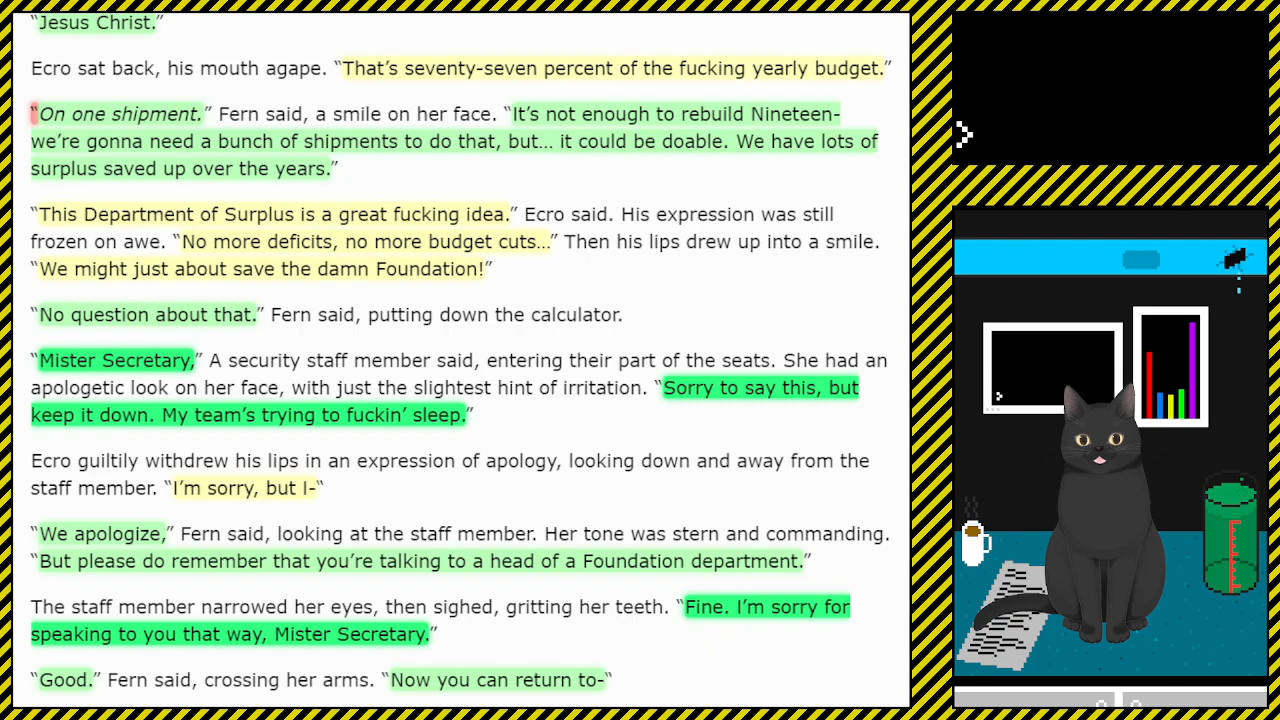 “Jesus Christ.”
Ecro sat back, his mouth agape. “That’s seventy-seven percent of the fucking yearly budget.”
“On one shipment.” Fern said, a smile on her face. “It’s not enough to rebuild Nineteen-
we’re gonna need a bunch of shipments to do that, but… it could be doable. We have lots of
surplus saved up over the years.”
“This Department of Surplus is a great fucking idea.” Ecro said. His expression was still
frozen on awe. “No more deficits, no more budget cuts…” Then his lips drew up into a smile.
“We might just about save the damn Foundation!”
“No question about that.” Fern said, putting down the calculator.
“Mister Secretary,” A security staff member said, entering their part of the seats. She had an
apologetic look on her face, with just the slightest hint of irritation. “Sorry to say this, but
keep it down. My team’s trying to fuckin’ sleep.”
Ecro guiltily withdrew his lips in an expression of apology, looking down and away from the
staff member. “I’m sorry, but I-“
“We apologize,” Fern said, looking at the staff member. Her tone was stern and commanding.
“But please do remember that you’re talking to a head of a Foundation department.”
The staff member narrowed her eyes, then sighed, gritting her teeth. “Fine. I’m sorry for
speaking to you that way, Mister Secretary.”
“Good.” Fern said, crossing her arms. “Now you can return to-“